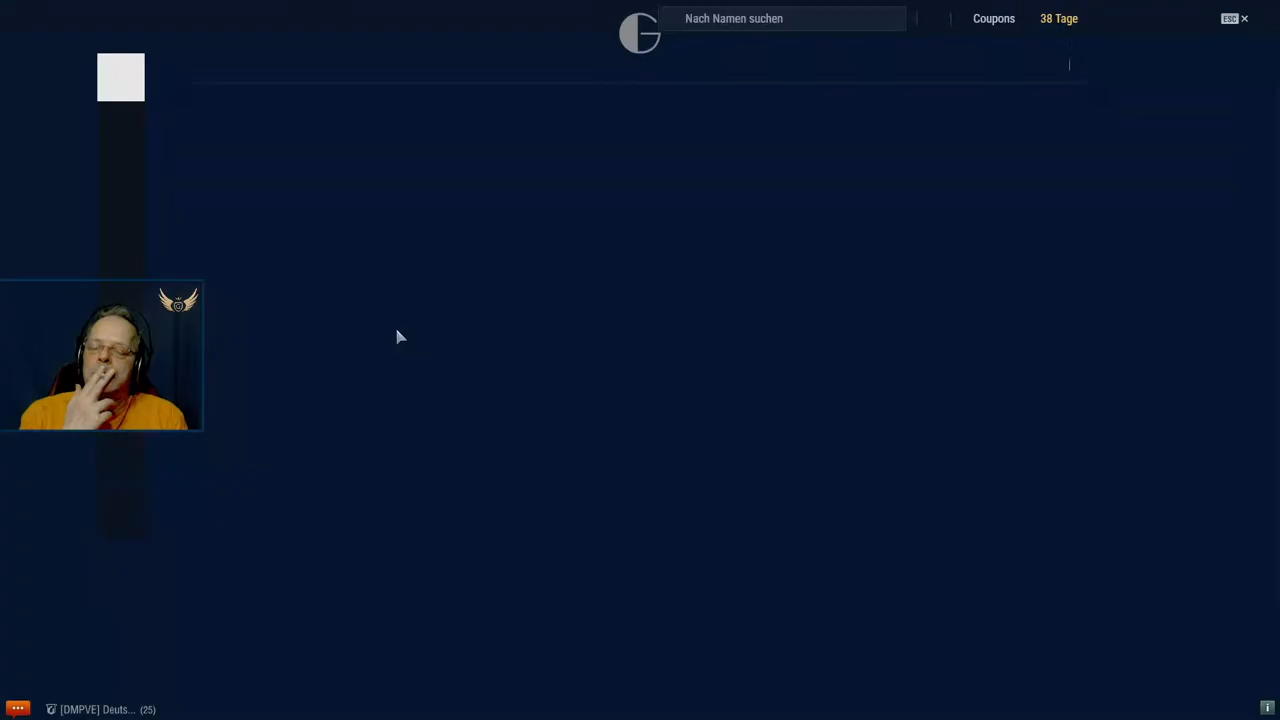 Nach Namen suchen
Coupons
38 Tage
ESC
[DMPVE] Deuts... (25)